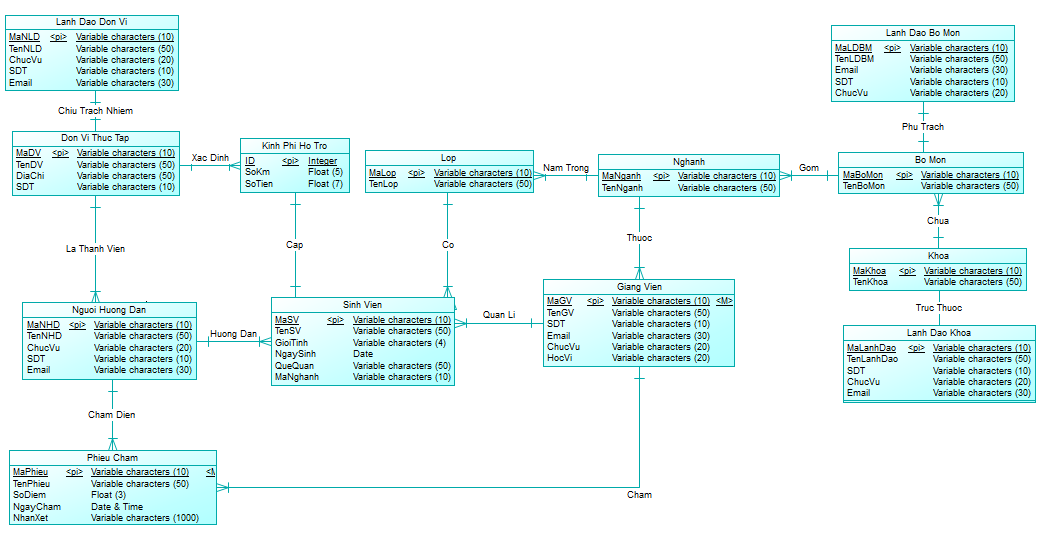 Lanh Dao Don Vi
MaNLD <pi> Variable characters (10)
TenNLD Variable characters (50)
ChucVu Variable characters (20)
SDT Variable characters (10)
Email Variable characters (30)
Chiu Trach Nhiem
Don Vi Thuc Tap
MaDV <pi> Variable characters (10)
TenDV Variable characters (50)
DiaChi Variable characters (50)
SDT Variable characters (10)
Xac Dinh
Kinh Phi Ho Tro
ID <pi> Integer
SoKm Float (5)
SoTien Float (7)
Lop
MaLop <pi> Variable characters (10)
TenLop Variable characters (50)
Nam Trong
Nghanh
MaNganh <pi> Variable characters (10)
TenNganh Variable characters (50)
Gom
Lanh Dao Bo Mon
MaLDBM <pi> Variable characters (10)
TenLDBM Variable characters (50)
Email Variable characters (30)
SDT Variable characters (10)
ChucVu Variable characters (20)
Phu Trach
Bo Mon
MaBoMon <pi> Variable characters (10)
TenBoMon Variable characters (50)
Chua
Khoa
MaKhoa <pi> Variable characters (10)
TenKhoa Variable characters (50)
Truc Thuoc
Lanh Dao Khoa
MaLanhDao <pi> Variable characters (10)
TenLanhDao Variable characters (50)
SDT Variable characters (10)
ChucVu Variable characters (20)
Email Variable characters (30)
La Thanh Vien
Cap
Co
Thuoc
Nguoi Huong Dan
MaNHD <pi> Variable characters (10)
TenNHD Variable characters (50)
ChucVu Variable characters (20)
SDT Variable characters (10)
Email Variable characters (30)
Huong Dan
Sinh Vien
MaSV <pi> Variable characters (10)
TenSV Variable characters (50)
GioiTinh Variable characters (4)
NgaySinh Date
QueQuan Variable characters (50)
MaNghanh Variable characters (10)
Quan Li
Giang Vien
MaGV <pi> Variable characters (10) <M>
TenGV Variable characters (50)
SDT Variable characters (10)
Email Variable characters (30)
ChucVu Variable characters (20)
HocVi Variable characters (20)
Cham Dien
Phieu Cham
MaPhieu <pi> Variable characters (10)
TenPhieu Variable characters (50)
SoDiem Float (3)
NgayCham Date & Time
NhanXet Variable characters (1000)
Cham